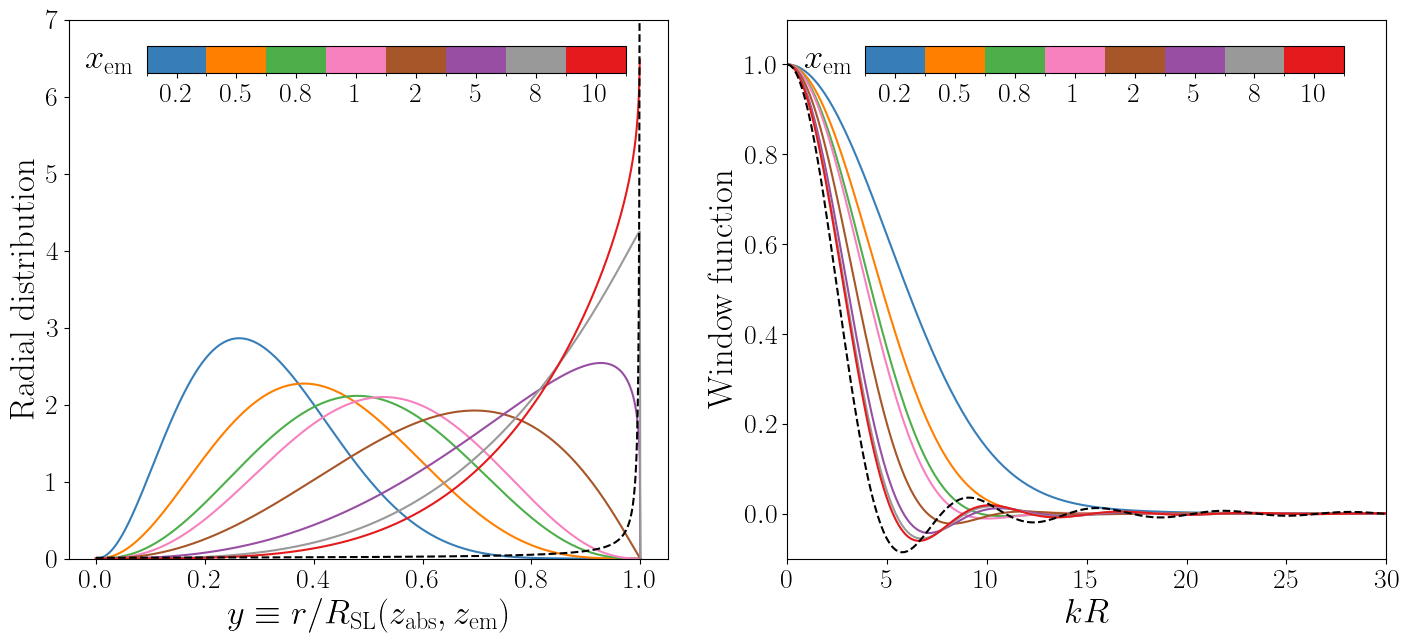 7
6
5
4
3
2
1
0
Radial distribution
x_em
0.2 0.5 0.8 1 2 5 8 10
0.0 0.2 0.4 0.6 0.8 1.0
y ≡ r/R_SL(z_abs, z_em)
1.0
0.8
0.6
0.4
0.2
0.0
Window function
x_em
0.2 0.5 0.8 1 2 5 8 10
0 5 10 15 20 25 30
kR